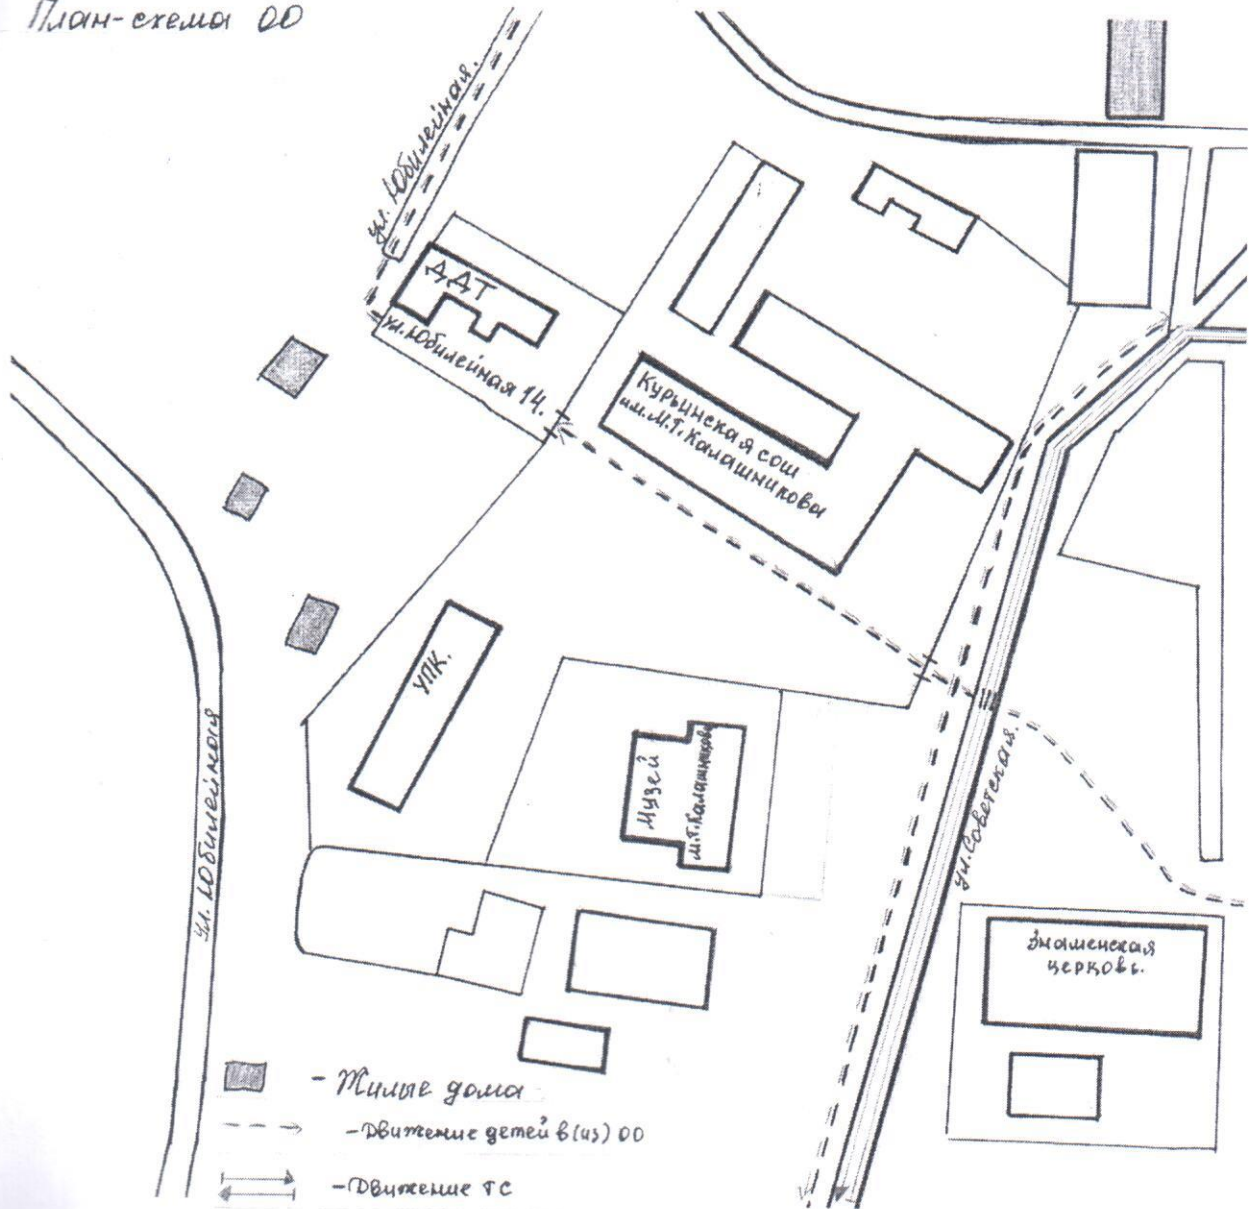 План-схема ОО
ул. Юбилейная.
ДДТ
ул. Юбилейная 14.
Курьинская сош
им. М.Т. Калашникова
УПК.
Музей
М.Т. Калашникова
ул. Юбилейная
ул. Советская.
Знаменская
церковь.
- Жилые дома
- Движение детей в (из) ОО
- Движение ТС